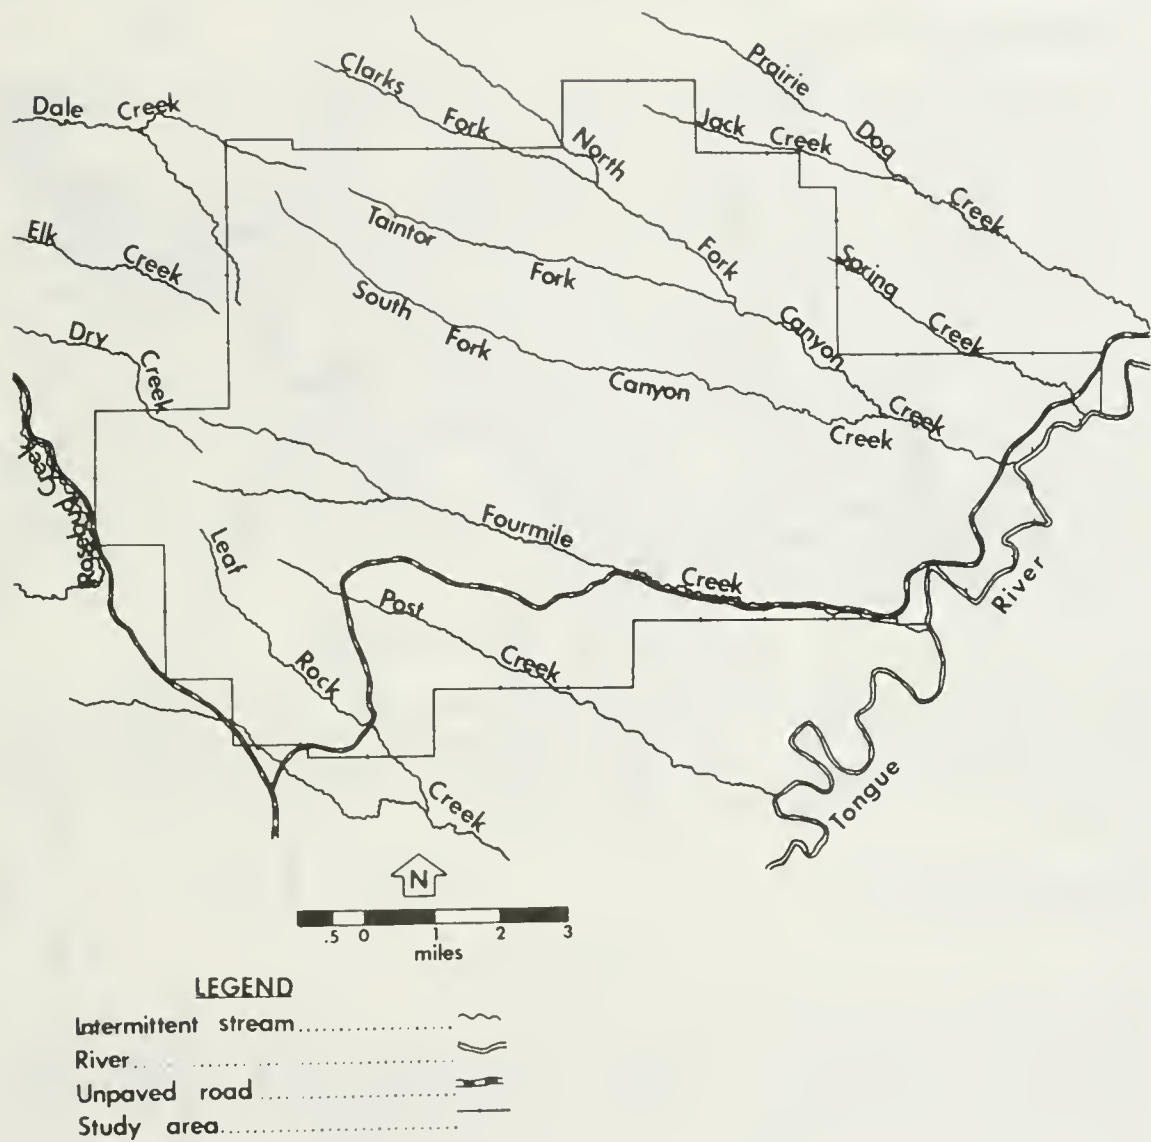 Prairie Dog Creek
Clarks Fork
Dale Creek
Jack Creek
North Fork Canyon Creek
Taintor Fork
Elk Creek
Spring Creek
South Fork Canyon Creek
Dry Creek
Rosebud Creek
Fourmile Creek
Leaf Rock Creek
Post Creek
Tongue River
N
.5 0 1 2 3
miles
LEGEND
Intermittent stream
River
Unpaved road
Study area